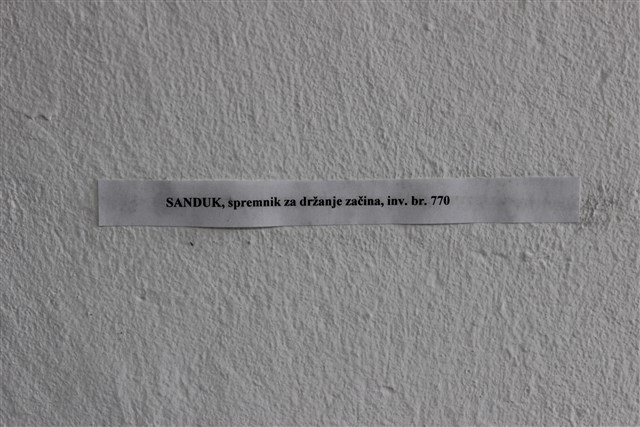 SANDUK, spremnik za držanje začina, inv. br. 770